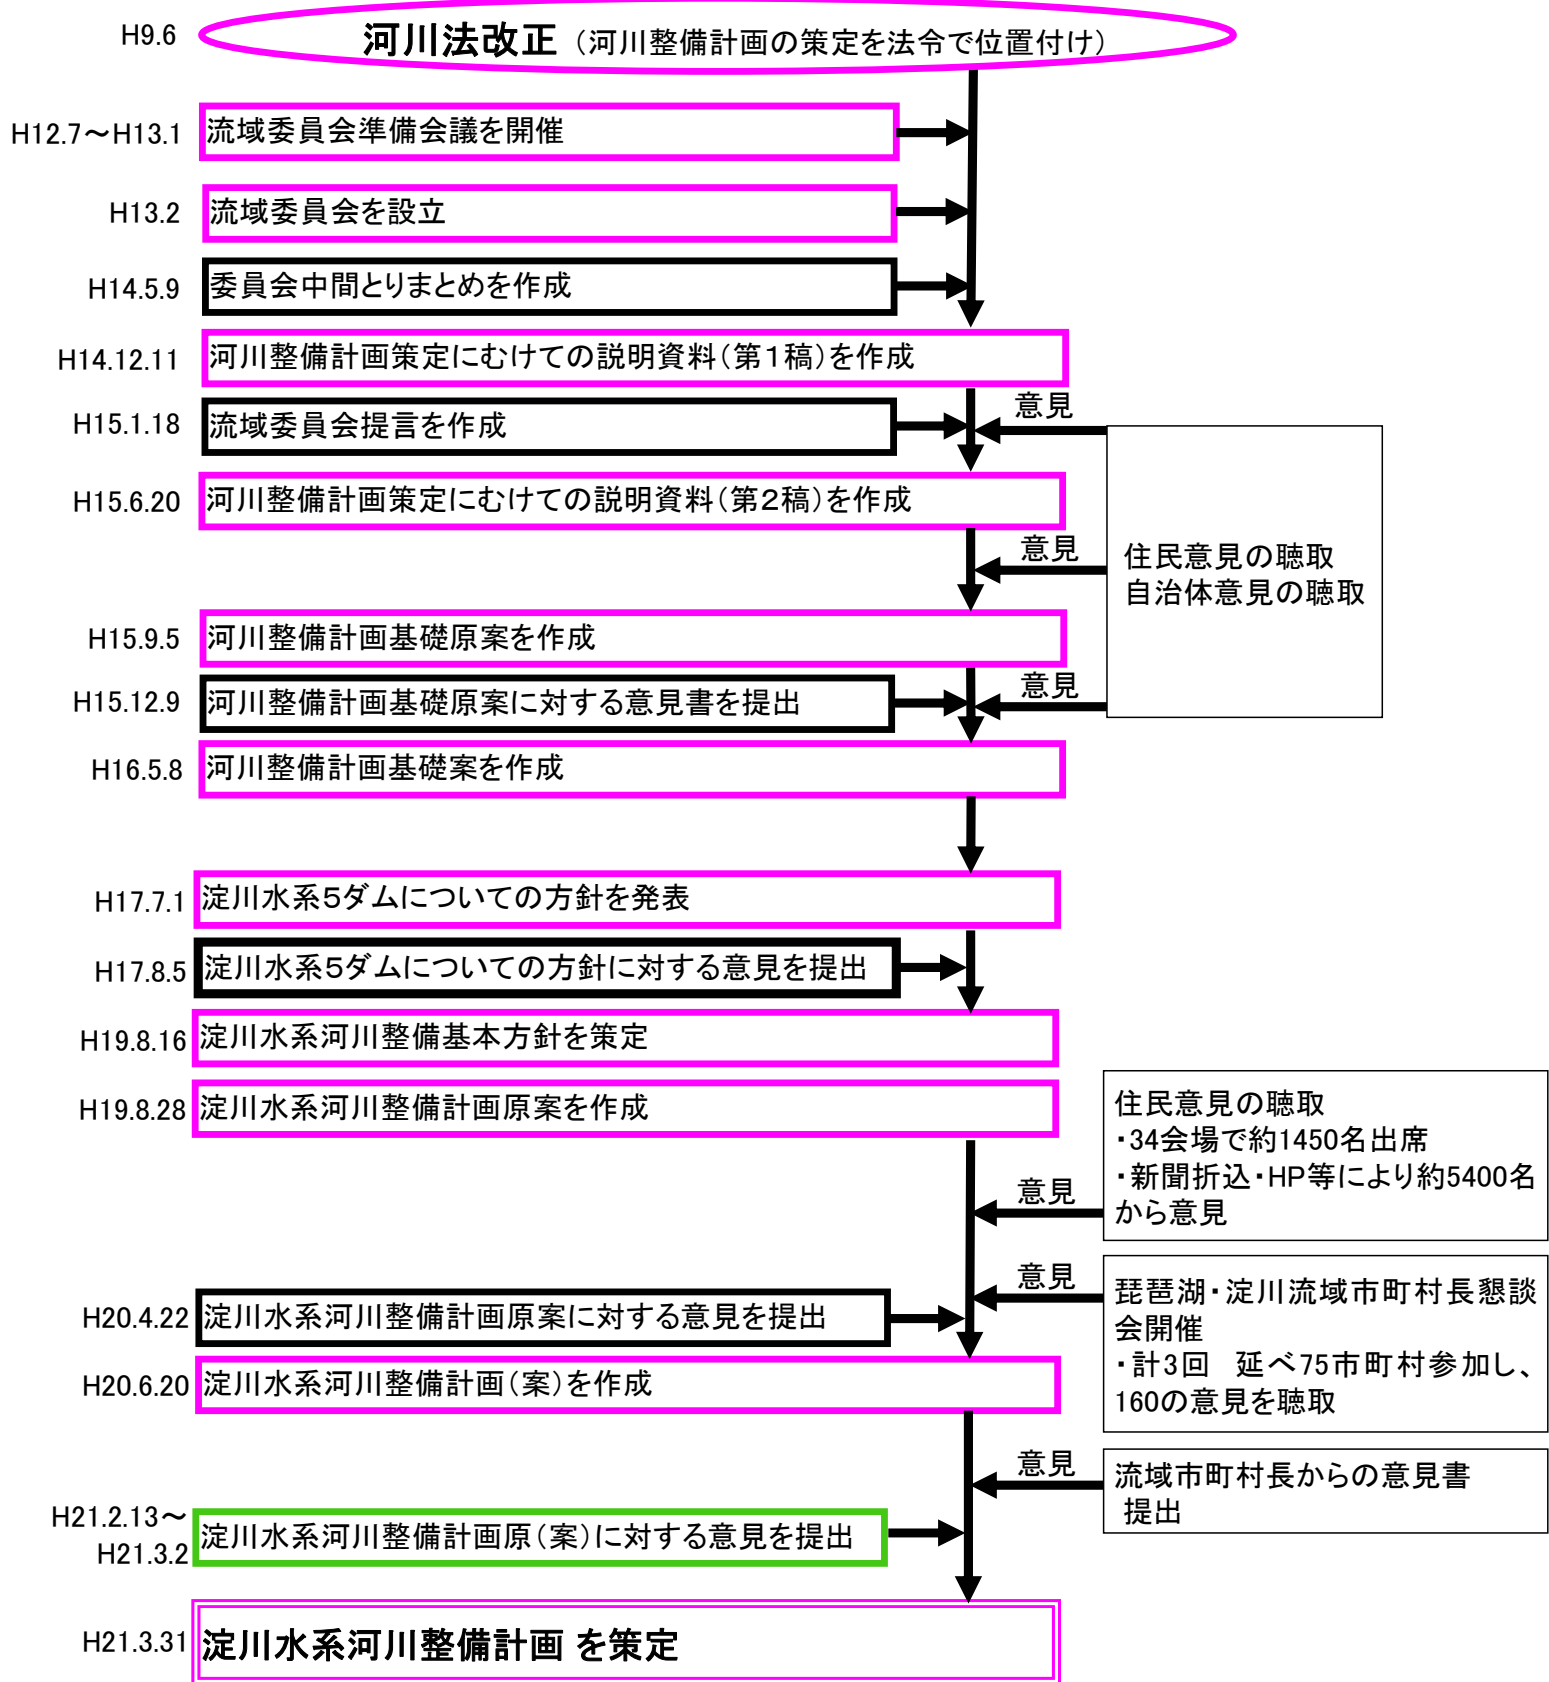 H9.6
河川法改正（河川整備計画の策定を法令で位置付け）
H12.7～H13.1
流域委員会準備会議を開催
H13.2
流域委員会を設立
H14.5.9
委員会中間とりまとめを作成
H14.12.11
河川整備計画策定にむけての説明資料（第１稿）を作成
意見
H15.1.18
流域委員会提言を作成
H15.6.20
河川整備計画策定にむけての説明資料（第２稿）を作成
意見
住民意見の聴取
自治体意見の聴取
H15.9.5
河川整備計画基礎原案を作成
意見
H15.12.9
河川整備計画基礎原案に対する意見書を提出
H16.5.8
河川整備計画基礎案を作成
H17.7.1
淀川水系５ダムについての方針を発表
H17.8.5
淀川水系５ダムについての方針に対する意見を提出
H19.8.16
淀川水系河川整備基本方針を策定
H19.8.28
淀川水系河川整備計画原案を作成
意見
住民意見の聴取
・34会場で約1450名出席
・新聞折込・HP等により約5400名
から意見
意見
琵琶湖・淀川流域市町村長懇談
会開催
・計3回　延べ75市町村参加し、
160の意見を聴取
H20.4.22
淀川水系河川整備計画原案に対する意見を提出
H20.6.20
淀川水系河川整備計画（案）を作成
意見
流域市町村長からの意見書
提出
H21.2.13～
H21.3.2
淀川水系河川整備計画原（案）に対する意見を提出
H21.3.31
淀川水系河川整備計画 を策定